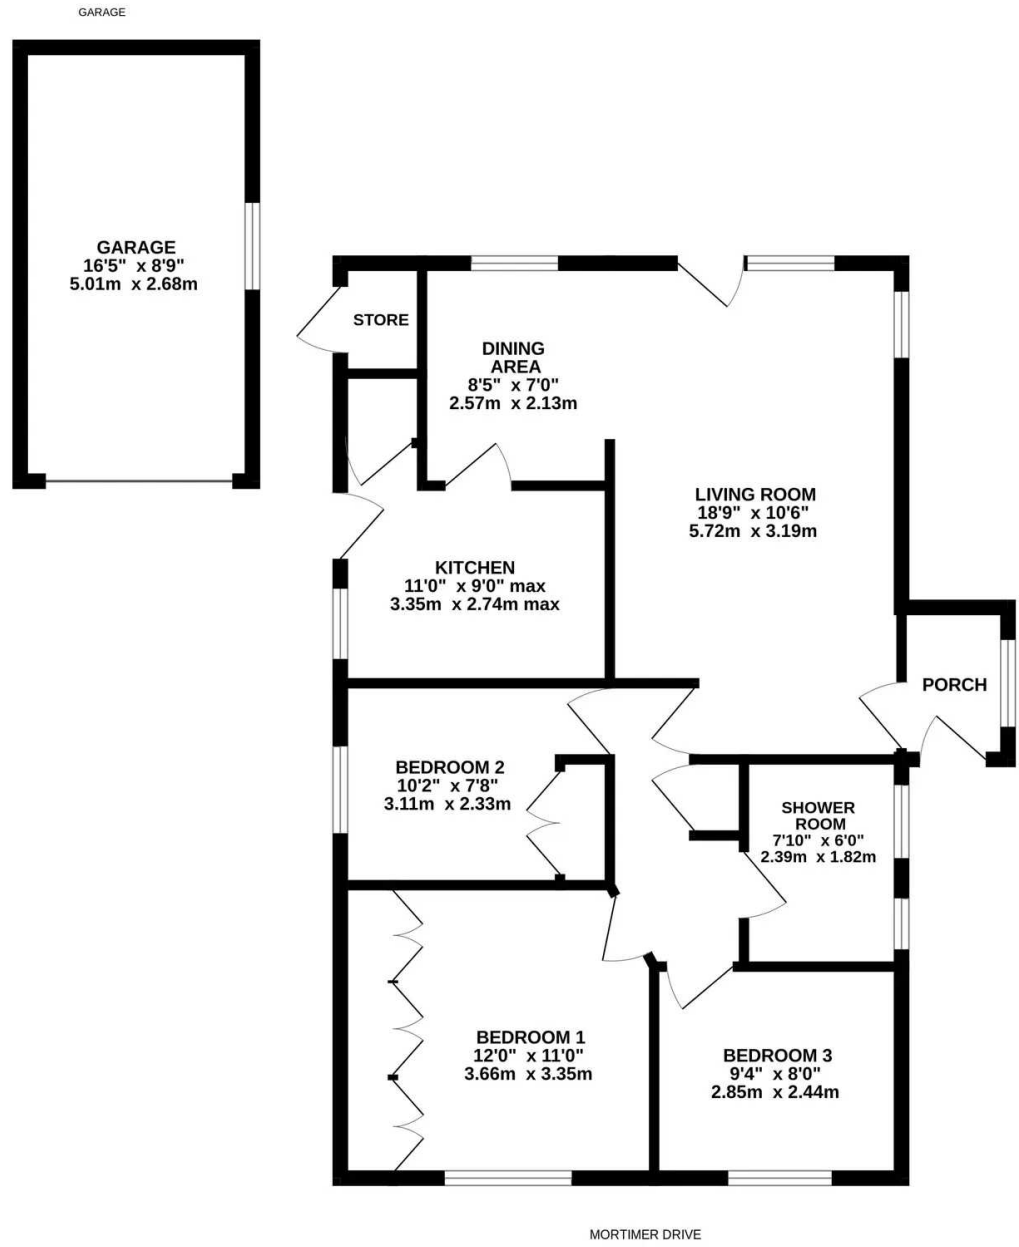 GARAGE
GARAGE
16'5" x 8'9"
5.01m x 2.68m
STORE
DINING
AREA
8'5" x 7'0"
2.57m x 2.13m
LIVING ROOM
18'9" x 10'6"
5.72m x 3.19m
KITCHEN
11'0" x 9'0" max
3.35m x 2.74m max
PORCH
BEDROOM 2
10'2" x 7'8"
3.11m x 2.33m
SHOWER
ROOM
7'10" x 6'0"
2.39m x 1.82m
BEDROOM 1
12'0" x 11'0"
3.66m x 3.35m
BEDROOM 3
9'4" x 8'0"
2.85m x 2.44m
MORTIMER DRIVE